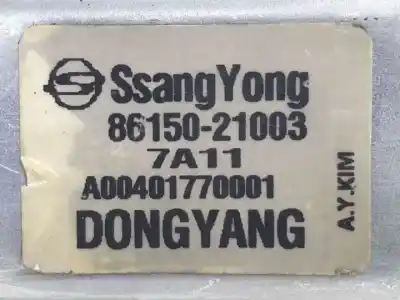 SsangYong
86150-21003
7A11
A00401770001
DONGYANG
A.Y.KIM